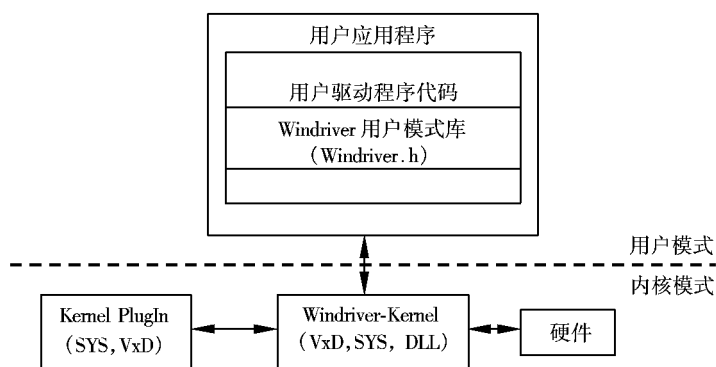 用户应用程序
用户驱动程序代码
Windriver 用户模式库
(Windriver.h)
用户模式
内核模式
Kernel PlugIn
(SYS,VxD)
Windriver-Kernel
(VxD,SYS, DLL)
硬件